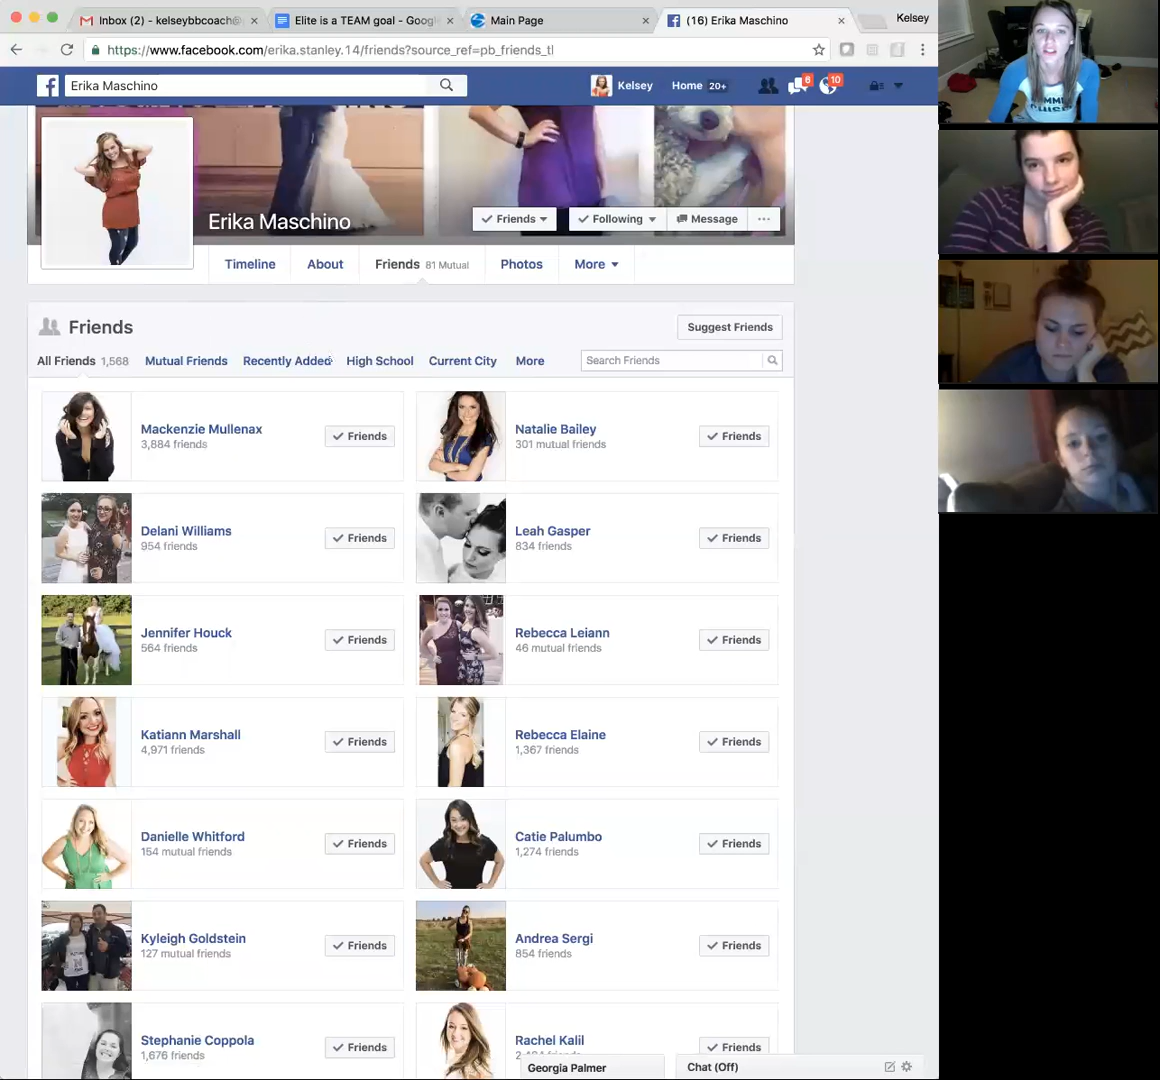 Inbox (2) - kelseybbcoach@
Elite is a TEAM goal - Google
Main Page
(16) Erika Maschino
Kelsey
https://www.facebook.com/erika.stanley.14/friends?source_ref=pb_friends_tl
Erika Maschino
Kelsey
Home 20+
6
10
Erika Maschino
Friends
Following
Message
Timeline
About
Friends 81 Mutual
Photos
More
Friends
Suggest Friends
All Friends 1,568
Mutual Friends
Recently Added
High School
Current City
More
Search Friends
Mackenzie Mullenax
3,884 friends
Friends
Natalie Bailey
301 mutual friends
Friends
Delani Williams
954 friends
Friends
Leah Gasper
834 friends
Friends
Jennifer Houck
564 friends
Friends
Rebecca Leiann
46 mutual friends
Friends
Katiann Marshall
4,971 friends
Friends
Rebecca Elaine
1,367 friends
Friends
Danielle Whitford
154 mutual friends
Friends
Catie Palumbo
1,274 friends
Friends
Kyleigh Goldstein
127 mutual friends
Friends
Andrea Sergi
854 friends
Friends
Stephanie Coppola
1,676 friends
Friends
Rachel Kalil
Friends
Georgia Palmer
Chat (Off)